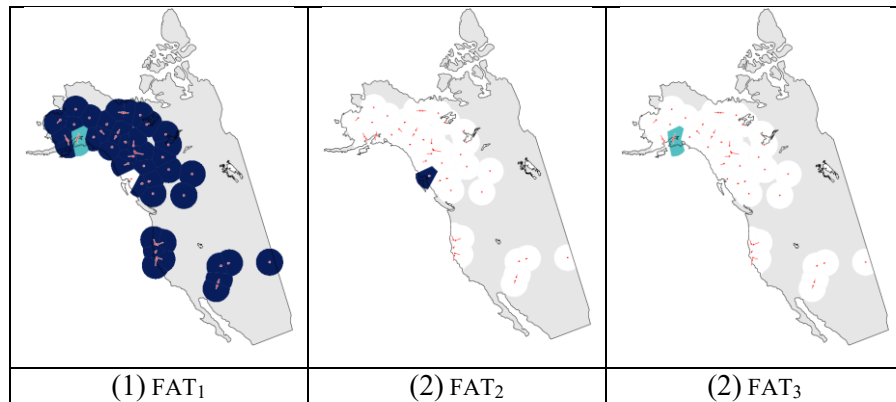 (1) FAT₁
(2) FAT₂
(2) FAT₃